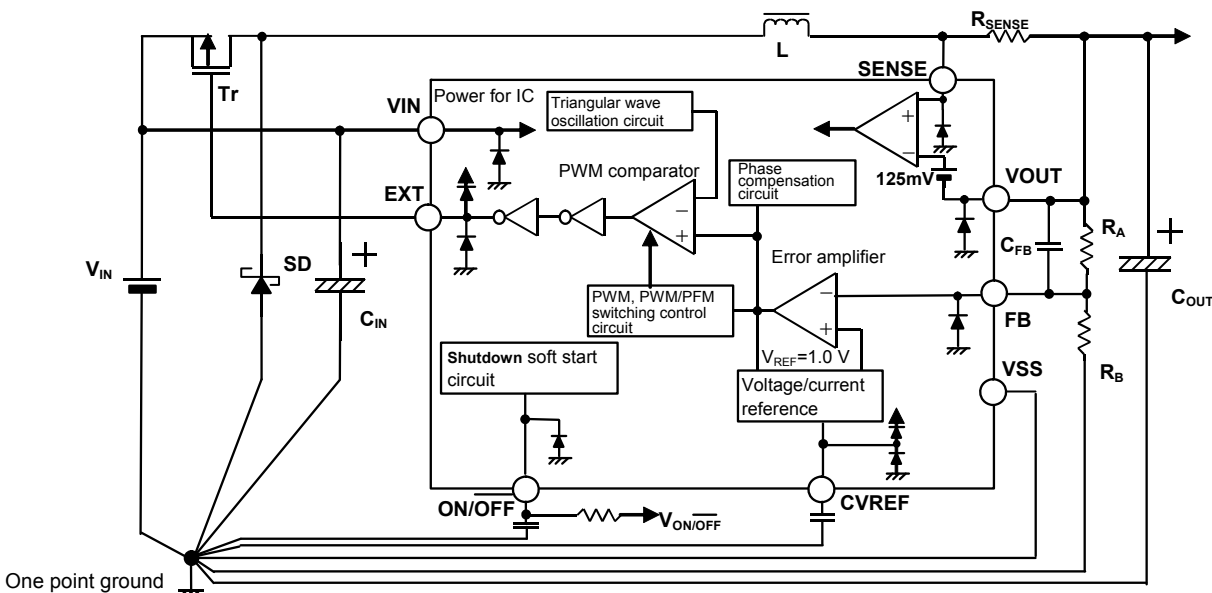 RSENSE
L
SENSE
Tr
VIN
Power for IC
Triangular wave
oscillation circuit
+
−
125mV
VOUT
EXT
PWM comparator
−
+
Phase
compensation
circuit
CFB
RA
+
COUT
VIN
SD
+
CIN
Error amplifier
−
+
FB
PWM, PWM/PFM
switching control
circuit
VREF=1.0 V
VSS
RB
Shutdown soft start
circuit
Voltage/current
reference
ON/OFF
VON/OFF
CVREF
One point ground